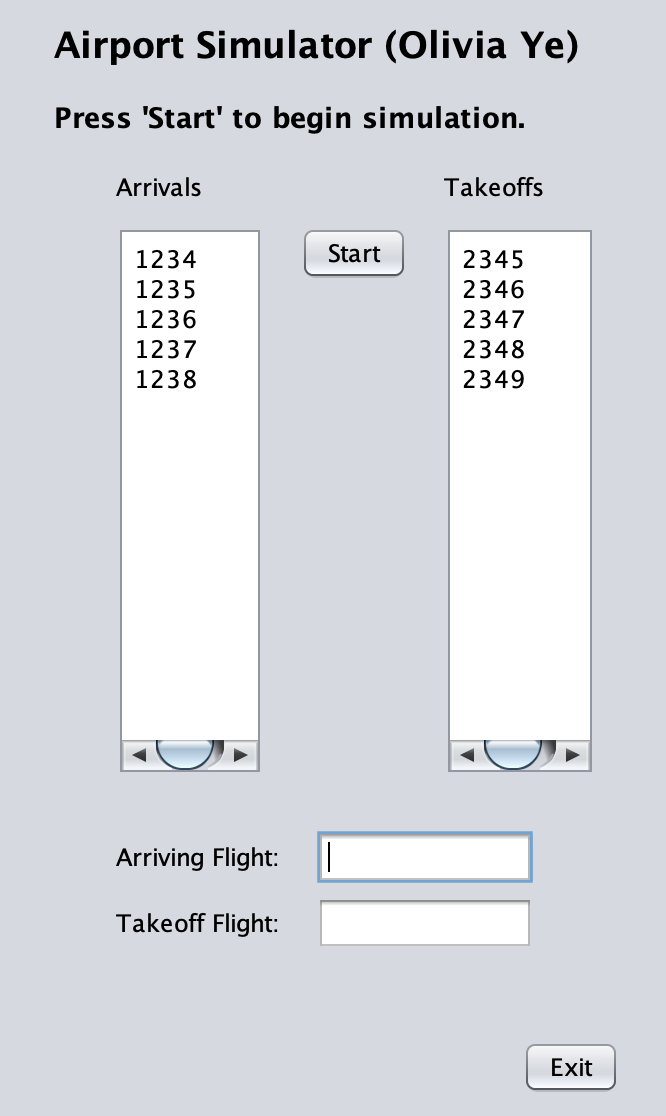 Airport Simulator (Olivia Ye)
Press 'Start' to begin simulation.
Arrivals
Takeoffs
1234
1235
1236
1237
1238
Start
2345
2346
2347
2348
2349
Arriving Flight:
Takeoff Flight:
Exit